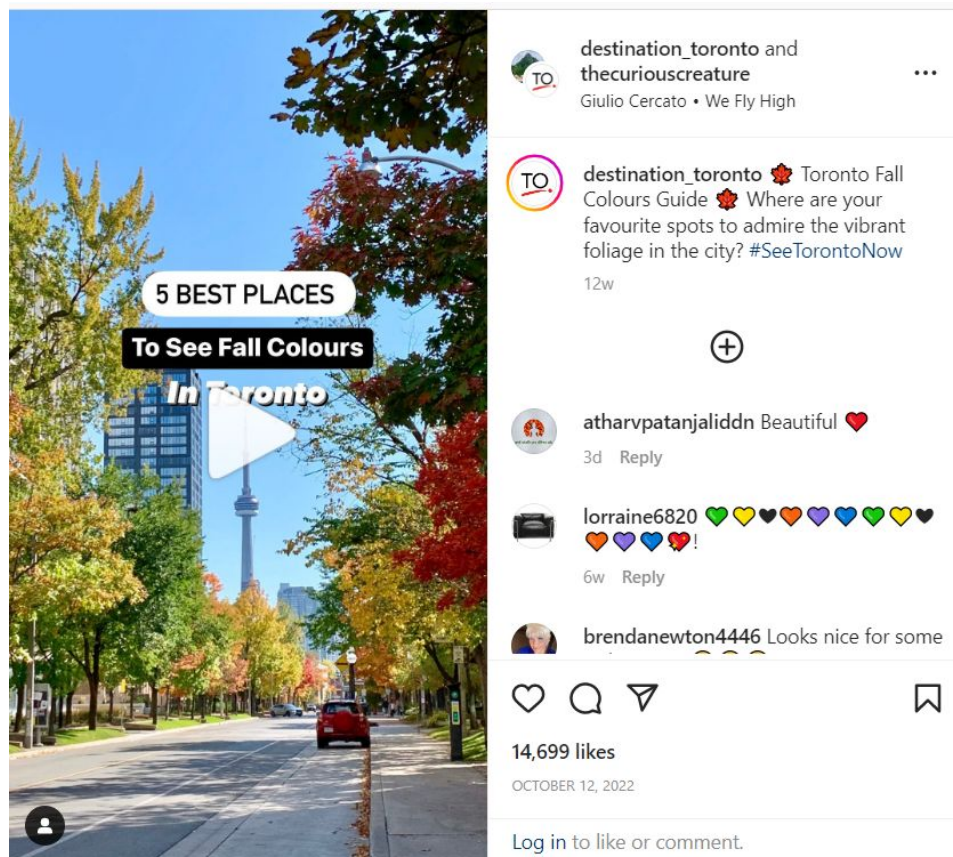 5 BEST PLACES
To See Fall Colours
In Toronto
destination_toronto and
thecuriouscreature
Giulio Cercato • We Fly High
TO
TO
destination_toronto 🍁 Toronto Fall
Colours Guide 🍁 Where are your
favourite spots to admire the vibrant
foliage in the city? #SeeTorontoNow
12w
atharvpatanjaliddn Beautiful ❤️
3d Reply
lorraine6820 💚💛🖤🧡💜💙💚💛🖤
🧡💜💙💘!
6w Reply
brendanewton4446 Looks nice for some
14,699 likes
OCTOBER 12, 2022
Log in to like or comment.